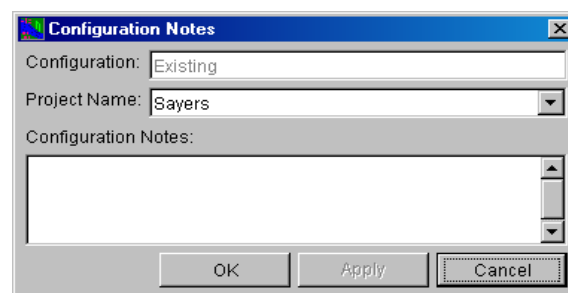 Configuration Notes
Configuration: Existing
Project Name: Sayers
Configuration Notes:
OK Apply Cancel